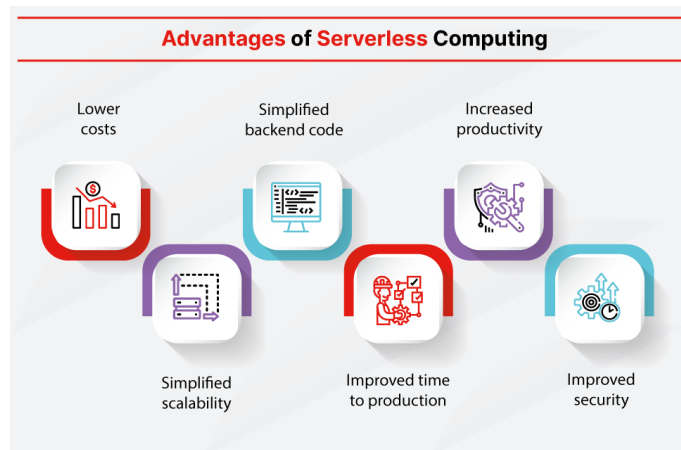 Advantages of Serverless Computing
Lower
costs
Simplified
backend code
Increased
productivity
Simplified
scalability
Improved time
to production
Improved
security